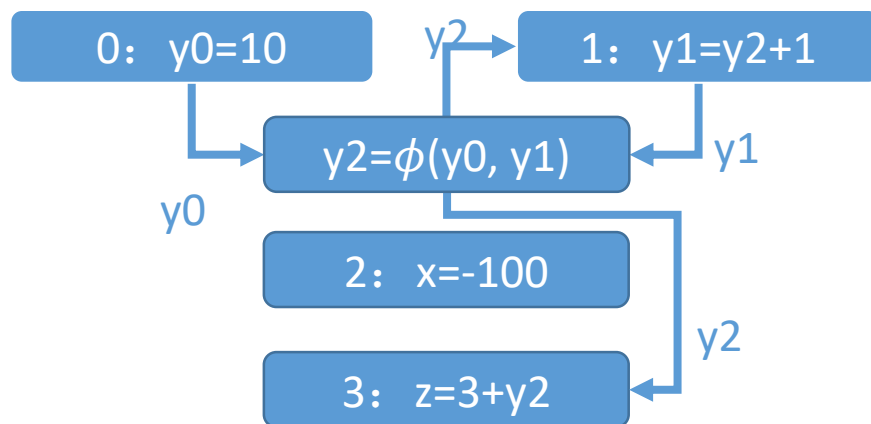 0：y0=10
y2
1：y1=y2+1
y2=ϕ(y0, y1)
y1
y0
2：x=-100
y2
3：z=3+y2